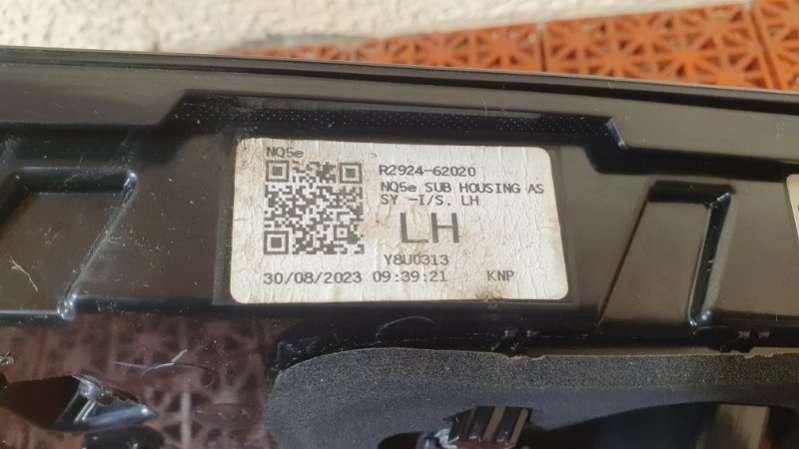 NQ5e
R2924-62020
NQ5e SUB HOUSING AS
SY -I/S, LH
LH
Y8U0313
30/08/2023 09:39:21 KNP